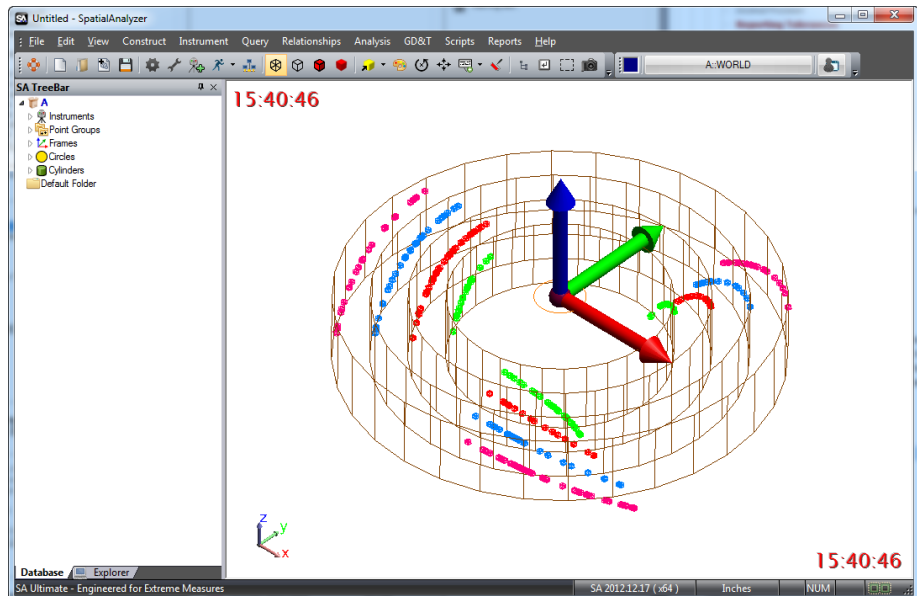 SA Untitled - SpatialAnalyzer
File Edit View Construct Instrument Query Relationships Analysis GD&T Scripts Reports Help
A::WORLD
SA TreeBar
A
Instruments
Point Groups
Frames
Circles
Cylinders
Default Folder
15:40:46
Z
y
x
15:40:46
Database Explorer
SA Ultimate - Engineered for Extreme Measures SA 2012.12.17 ( x64 ) Inches NUM